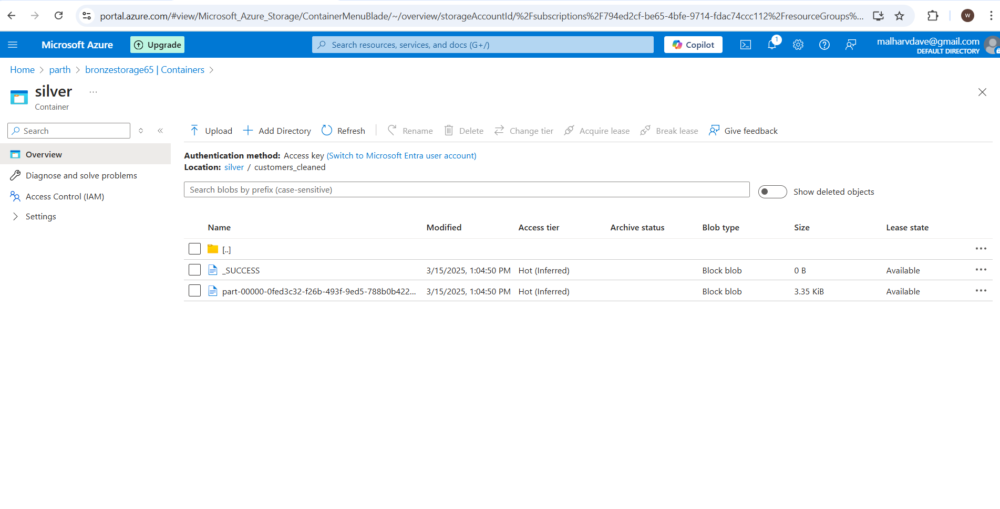 portal.azure.com/#view/Microsoft_Azure_Storage/ContainerMenuBlade/~/overview/storageAccountId/%2Fsubscriptions%2F794ed2cf-be65-4bfe-9714-fdac74ccc112%2FresourceGroups%...
W
Microsoft Azure
Upgrade
Search resources, services, and docs (G+/)
Copilot
1
malharvdave@gmail.com
DEFAULT DIRECTORY
Home > parth > bronzestorage65 | Containers >
silver ...
Container
Search
Upload Add Directory Refresh Rename Delete Change tier Acquire lease Break lease Give feedback
Overview
Diagnose and solve problems
Access Control (IAM)
Settings
Authentication method: Access key (Switch to Microsoft Entra user account)
Location: silver / customers_cleaned
Search blobs by prefix (case-sensitive)
Show deleted objects
Name Modified Access tier Archive status Blob type Size Lease state
[..]
_SUCCESS 3/15/2025, 1:04:50 PM Hot (Inferred) Block blob 0 B Available
part-00000-0fed3c32-f26b-493f-9ed5-788b0b422... 3/15/2025, 1:04:50 PM Hot (Inferred) Block blob 3.35 KiB Available